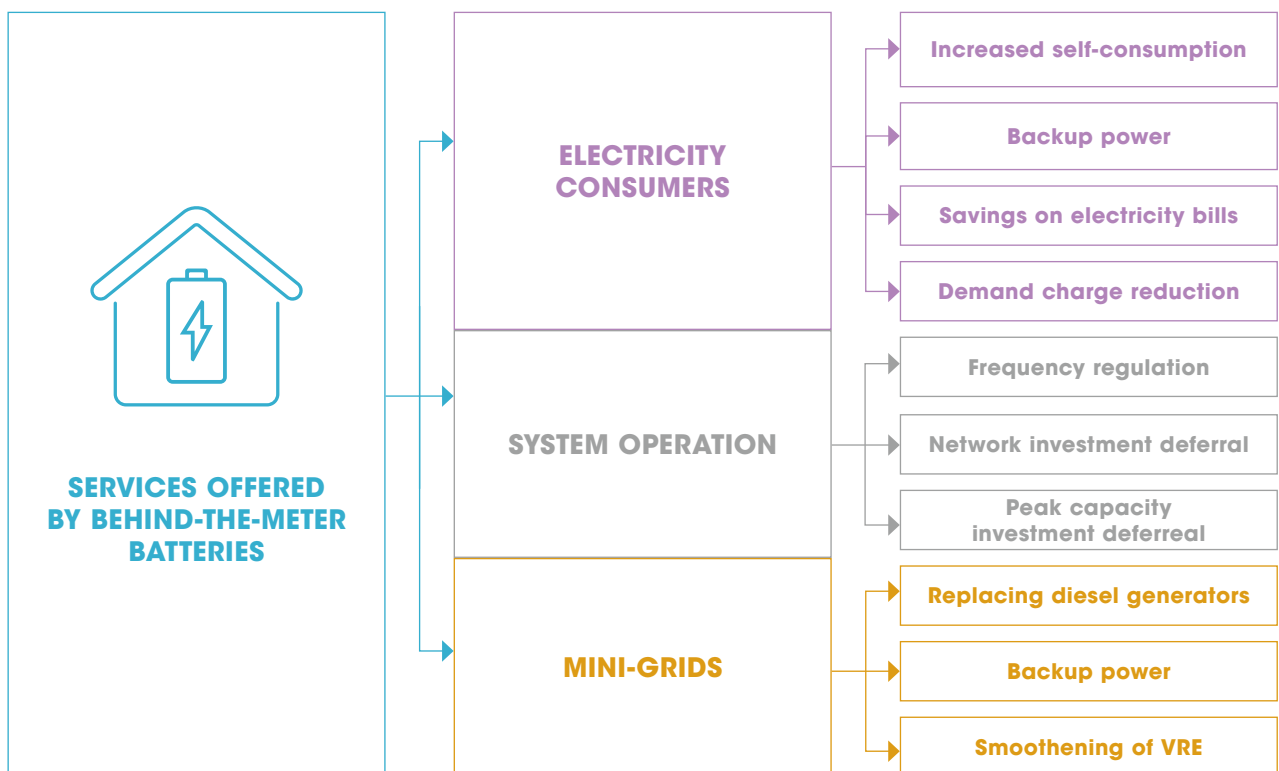 SERVICES OFFERED
BY BEHIND-THE-METER
BATTERIES
ELECTRICITY
CONSUMERS
Increased self-consumption
Backup power
Savings on electricity bills
Demand charge reduction
SYSTEM OPERATION
Frequency regulation
Network investment deferral
Peak capacity
investment deferreal
MINI-GRIDS
Replacing diesel generators
Backup power
Smoothening of VRE